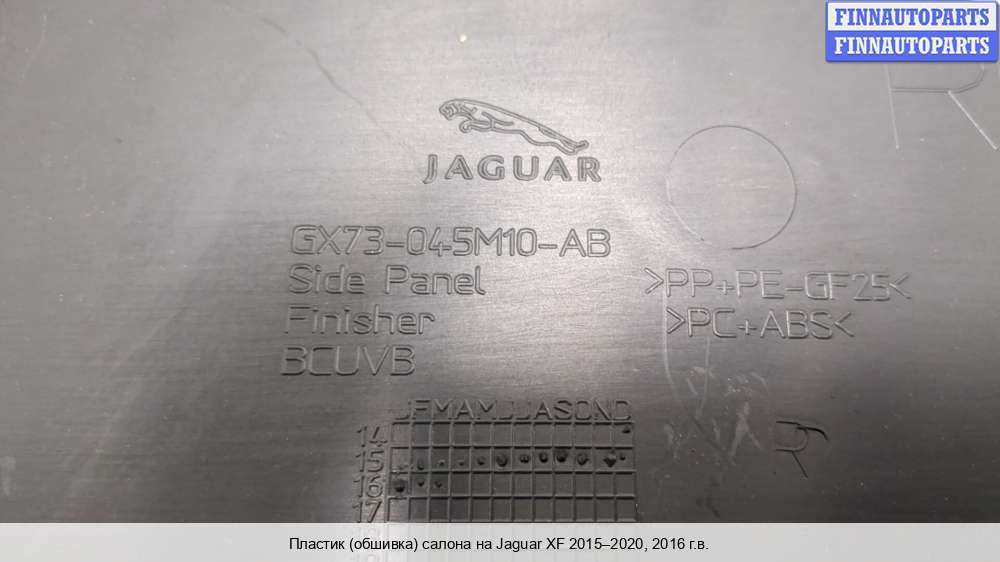 FINNAUTOPARTS
FINNAUTOPARTS
R
JAGUAR
GX73-045M10-AB
Side Panel
Finisher
BCUVB
>PP+PE-GF25<
>PC+ABS<
JFMAMJJASOND
14
15
16
17
Пластик (обшивка) салона на Jaguar XF 2015–2020, 2016 г.в.